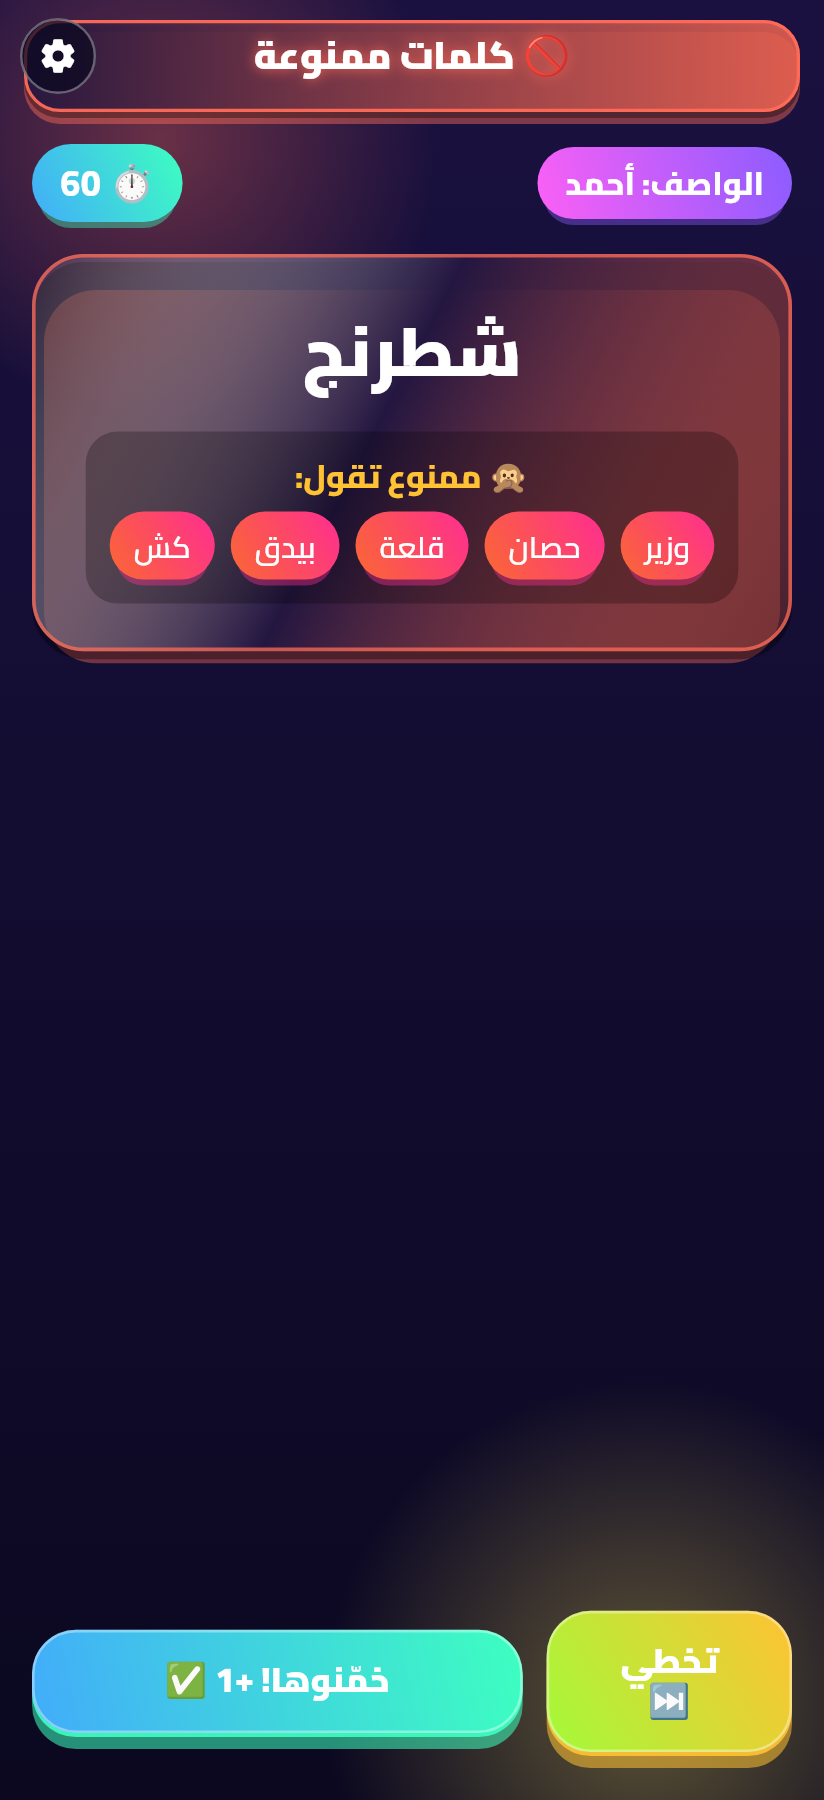 🚫 كلمات ممنوعة
الواصف: أحمد
⏱️ 60
شطرنج
🙊 ممنوع تقول:
وزير حصان قلعة بيدق كش
تخطي ⏭️
خمّنوها! +1 ✅